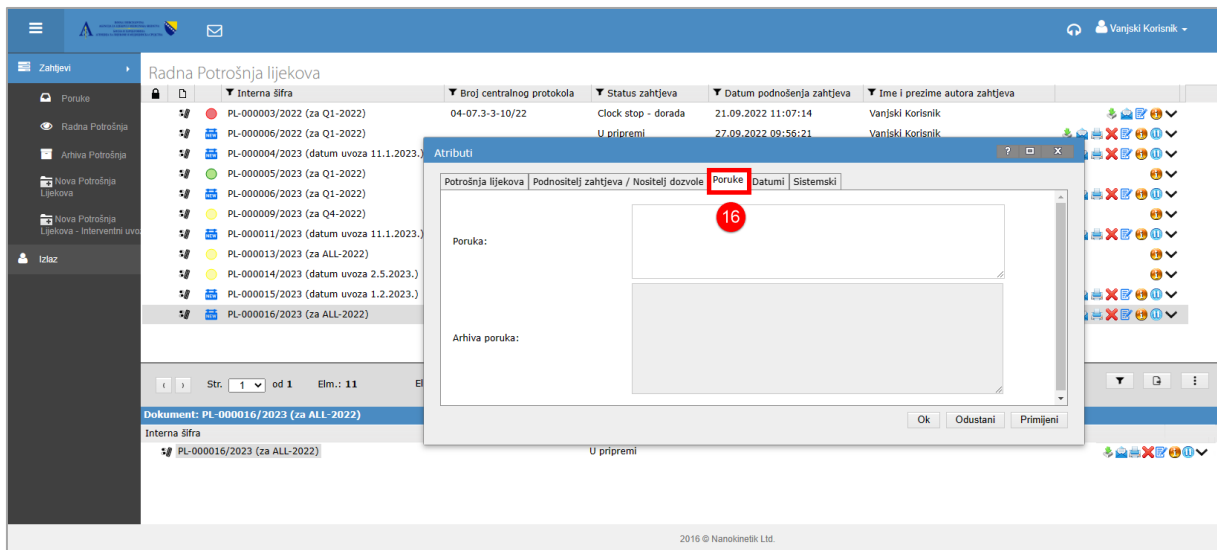 Vanjski Korisnik
Zahtjevi
Poruke
Radna Potrošnja
Arhiva Potrošnja
Nova Potrošnja
Lijekova
Nova Potrošnja
Lijekova - Interventni uvo
Izlaz
Radna Potrošnja lijekova
Interna šifra Broj centralnog protokola Status zahtjeva Datum podnošenja zahtjeva Ime i prezime autora zahtjeva
PL-000003/2022 (za Q1-2022) 04-07.3-3-10/22 Clock stop - dorada 21.09.2022 11:07:14 Vanjski Korisnik
PL-000006/2022 (za Q1-2022) U pripremi 27.09.2022 09:56:21 Vanjski Korisnik
PL-000004/2023 (datum uvoza 11.1.2023.)
PL-000005/2023 (za Q1-2022)
PL-000006/2023 (za Q1-2022)
PL-000009/2023 (za Q4-2022)
PL-000011/2023 (datum uvoza 11.1.2023.)
PL-000013/2023 (za ALL-2022)
PL-000014/2023 (datum uvoza 2.5.2023.)
PL-000015/2023 (datum uvoza 1.2.2023.)
PL-000016/2023 (za ALL-2022)
Atributi ? X
Potrošnja lijekova Podnositelj zahtjeva / Nositelj dozvole Poruke Datumi Sistemski
16
Poruka:
Arhiva poruka:
Ok Odustani Primijeni
Str. 1 od 1 Elm.: 11 El
Dokument: PL-000016/2023 (za ALL-2022)
Interna šifra
PL-000016/2023 (za ALL-2022) U pripremi
2016 © Nanokinetik Ltd.